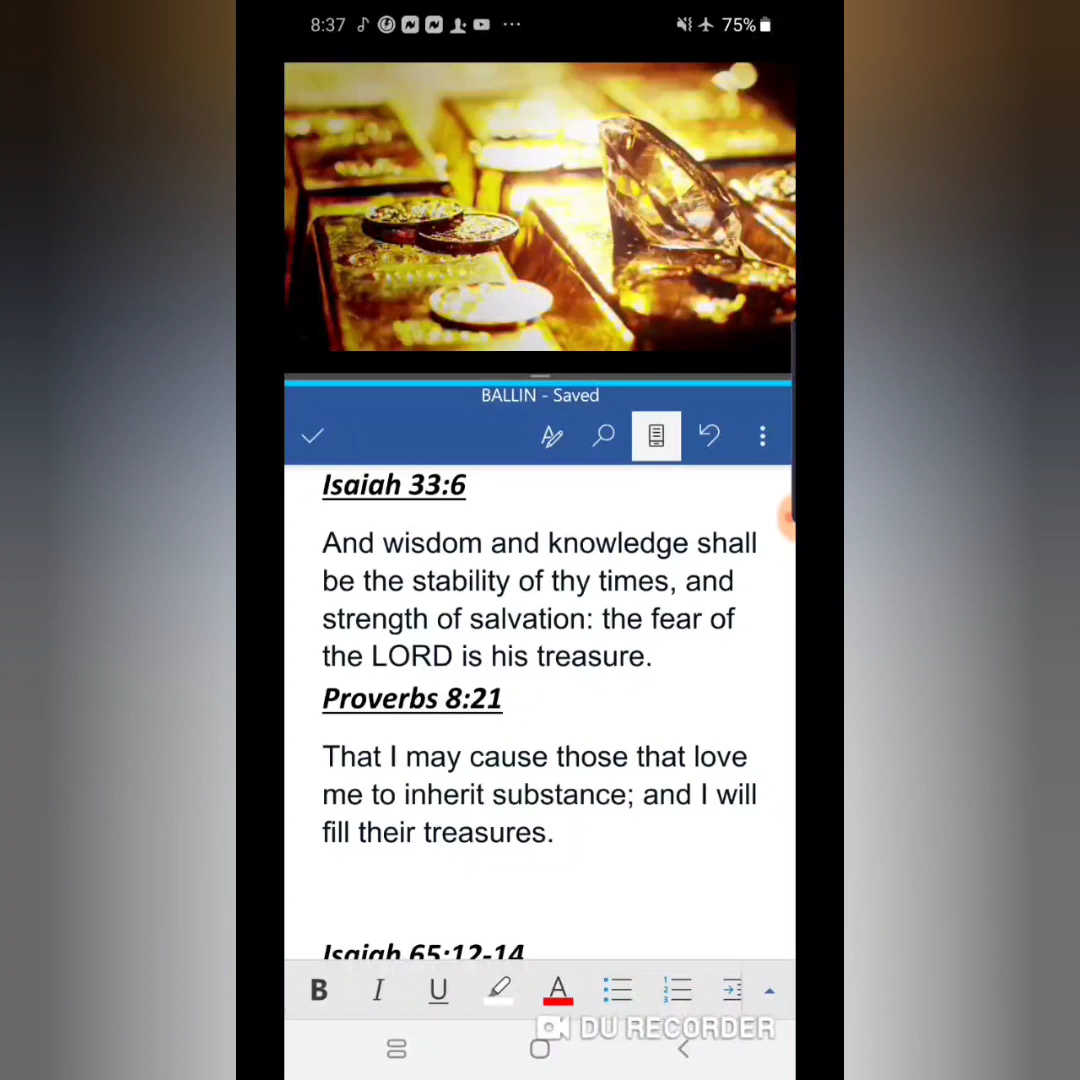 8:37 75%
BALLIN - Saved
Isaiah 33:6
And wisdom and knowledge shall
be the stability of thy times, and
strength of salvation: the fear of
the LORD is his treasure.
Proverbs 8:21
That I may cause those that love
me to inherit substance; and I will
fill their treasures.
Isaiah 65:12-14
B I U A
DU RECORDER